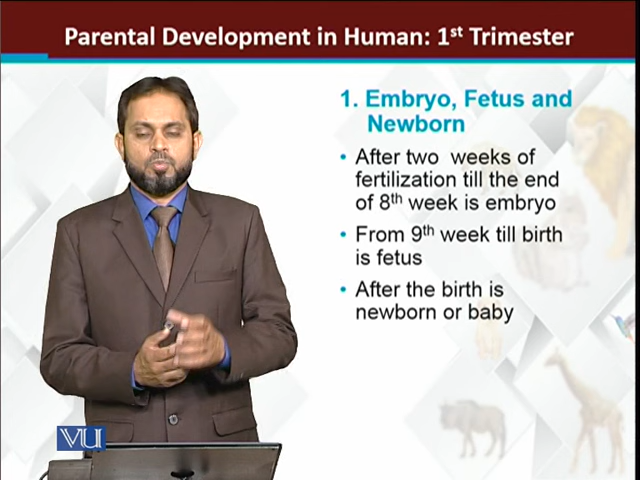 Parental Development in Human: 1st Trimester
1. Embryo, Fetus and
Newborn
• After two weeks of
fertilization till the end
of 8th week is embryo
• From 9th week till birth
is fetus
• After the birth is
newborn or baby
VU